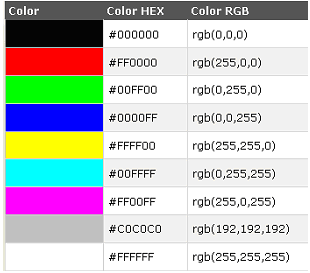 Color Color HEX Color RGB
#000000 rgb(0,0,0)
#FF0000 rgb(255,0,0)
#00FF00 rgb(0,255,0)
#0000FF rgb(0,0,255)
#FFFF00 rgb(255,255,0)
#00FFFF rgb(0,255,255)
#FF00FF rgb(255,0,255)
#C0C0C0 rgb(192,192,192)
#FFFFFF rgb(255,255,255)